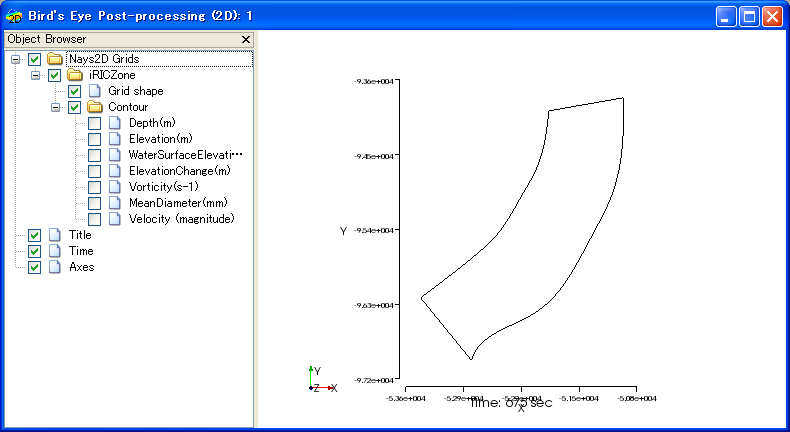 Bird's Eye Post-processing (2D): 1
Object Browser
Nays2D Grids
iRICZone
Grid shape
Contour
Depth(m)
Elevation(m)
WaterSurfaceElevati...
ElevationChange(m)
Vorticity(s-1)
MeanDiameter(mm)
Velocity (magnitude)
Title
Time
Axes
-9.36e+004
-9.45e+004
Y
-9.54e+004
-9.63e+004
-9.72e+004
Y
Z
X
-5.36e+004
-5.29e+004
-5.15e+004
-5.08e+004
Time: 675 sec
X